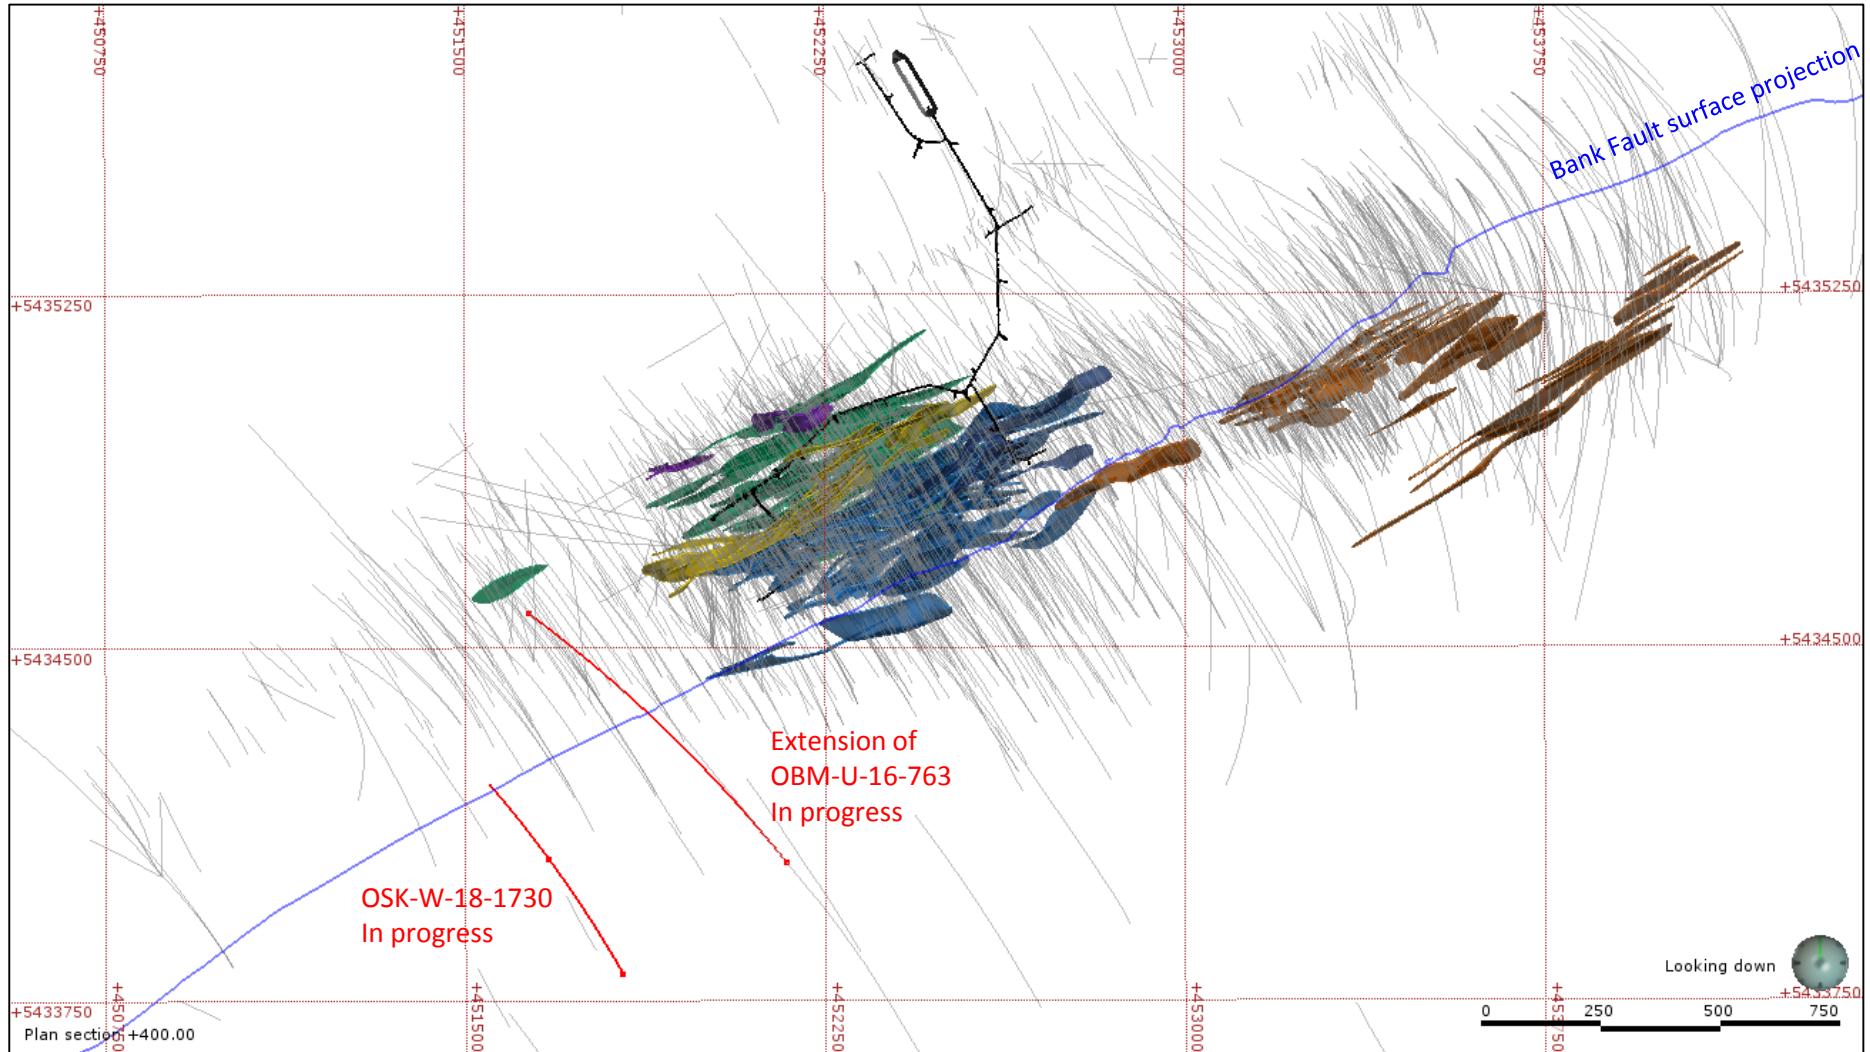 +450750
+451500
+452250
+453000
+453750
Bank Fault surface projection
+5435250
+5435250
+5434500
+5434500
Extension of
OBM-U-16-763
In progress
OSK-W-18-1730
In progress
Looking down
+5433750
+5433750
+450750
+451500
+452250
+453000
+453750
0 250 500 750
Plan section +400.00